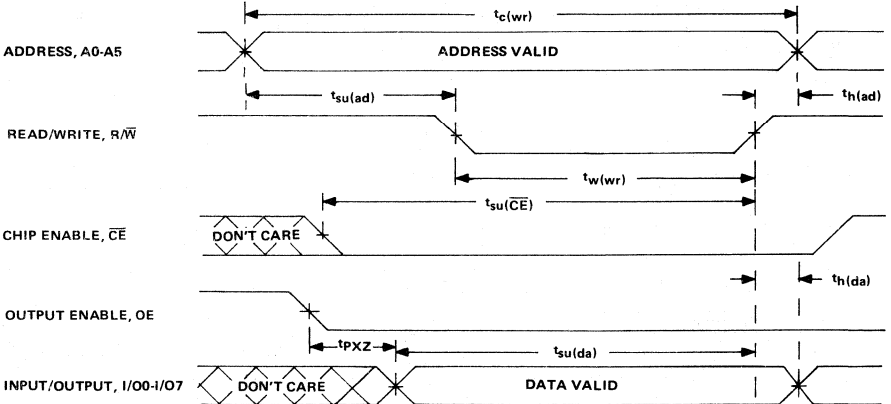 tc(wr)
ADDRESS, A0-A5
ADDRESS VALID
tsu(ad)
th(ad)
READ/WRITE, R/W̅
tw(wr)
tsu(C̅E̅)
CHIP ENABLE, C̅E̅
DON'T CARE
th(da)
OUTPUT ENABLE, OE
tPXZ
tsu(da)
INPUT/OUTPUT, I/O0-I/O7
DON'T CARE
DATA VALID